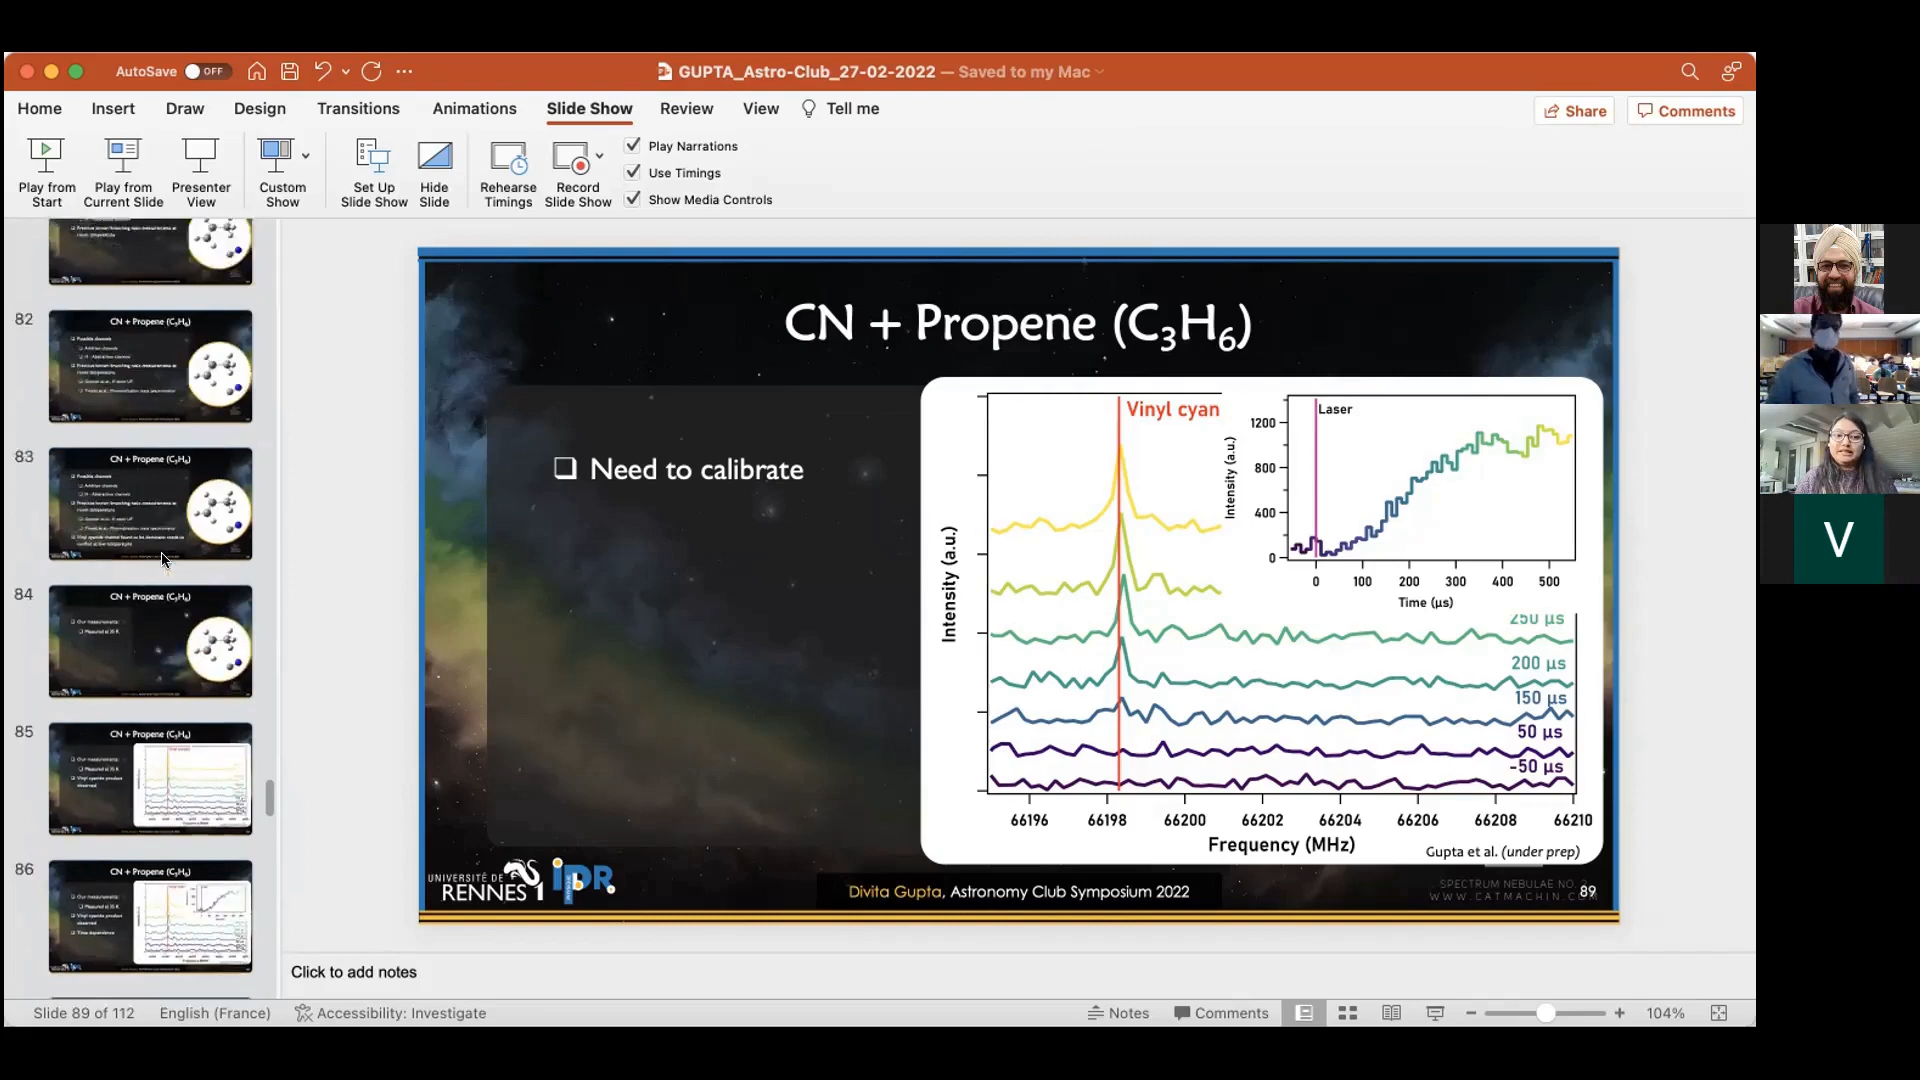 AutoSave OFF
GUPTA_Astro-Club_27-02-2022 — Saved to my Mac
Home Insert Draw Design Transitions Animations Slide Show Review View Tell me
Share Comments
Play from Start
Play from Current Slide
Presenter View
Custom Show
Set Up Slide Show
Hide Slide
Rehearse Timings
Record Slide Show
Play Narrations
Use Timings
Show Media Controls
82
CN + Propene (C3H6)
83
CN + Propene (C3H6)
84
CN + Propene (C3H6)
85
CN + Propene (C3H6)
86
CN + Propene (C3H6)
CN + Propene (C₃H₆)
Need to calibrate
Vinyl cyan
Intensity (a.u.)
250 µs
200 µs
150 µs
50 µs
-50 µs
66196 66198 66200 66202 66204 66206 66208 66210
Frequency (MHz)
Laser
Intensity (a.u.)
1200
800
400
0
0 100 200 300 400 500
Time (µs)
Gupta et al. (under prep)
UNIVERSITÉ DE
RENNES 1
IPR
Divita Gupta, Astronomy Club Symposium 2022
SPECTRUM NEBULAE NO. 2
WWW.CATMACHIN.COM
89
Click to add notes
Slide 89 of 112 English (France) Accessibility: Investigate
Notes Comments 104%
V